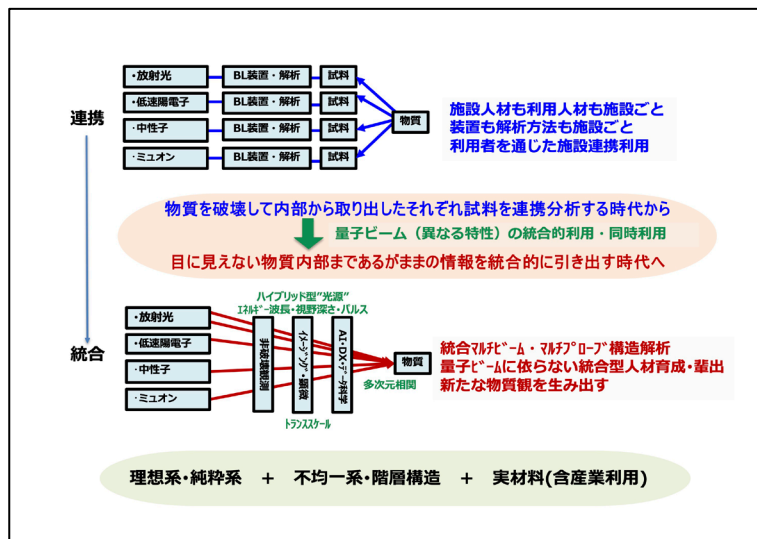 連携
・放射光 BL装置・解析 試料
・低速陽電子 BL装置・解析 試料
・中性子 BL装置・解析 試料
・ミュオン BL装置・解析 試料
物質
施設人材も利用人材も施設ごと
装置も解析方法も施設ごと
利用者を通じた施設連携利用
物質を破壊して内部から取り出したそれぞれ試料を連携分析する時代から
量子ビーム（異なる特性）の統合的利用・同時利用
目に見えない物質内部まであるがままの情報を統合的に引き出す時代へ
統合
ハイブリッド型"光源"
エネルギー波長・視野深さ・パルス
・放射光
・低速陽電子
・中性子
・ミュオン
非破壊観測
イメージング・顕微
AI・DX・データ科学
物質
多次元相関
トランススケール
統合マルチビーム・マルチプローブ構造解析
量子ビームに依らない統合型人材育成・輩出
新たな物質観を生み出す
理想系・純粋系 + 不均一系・階層構造 + 実材料(含産業利用)